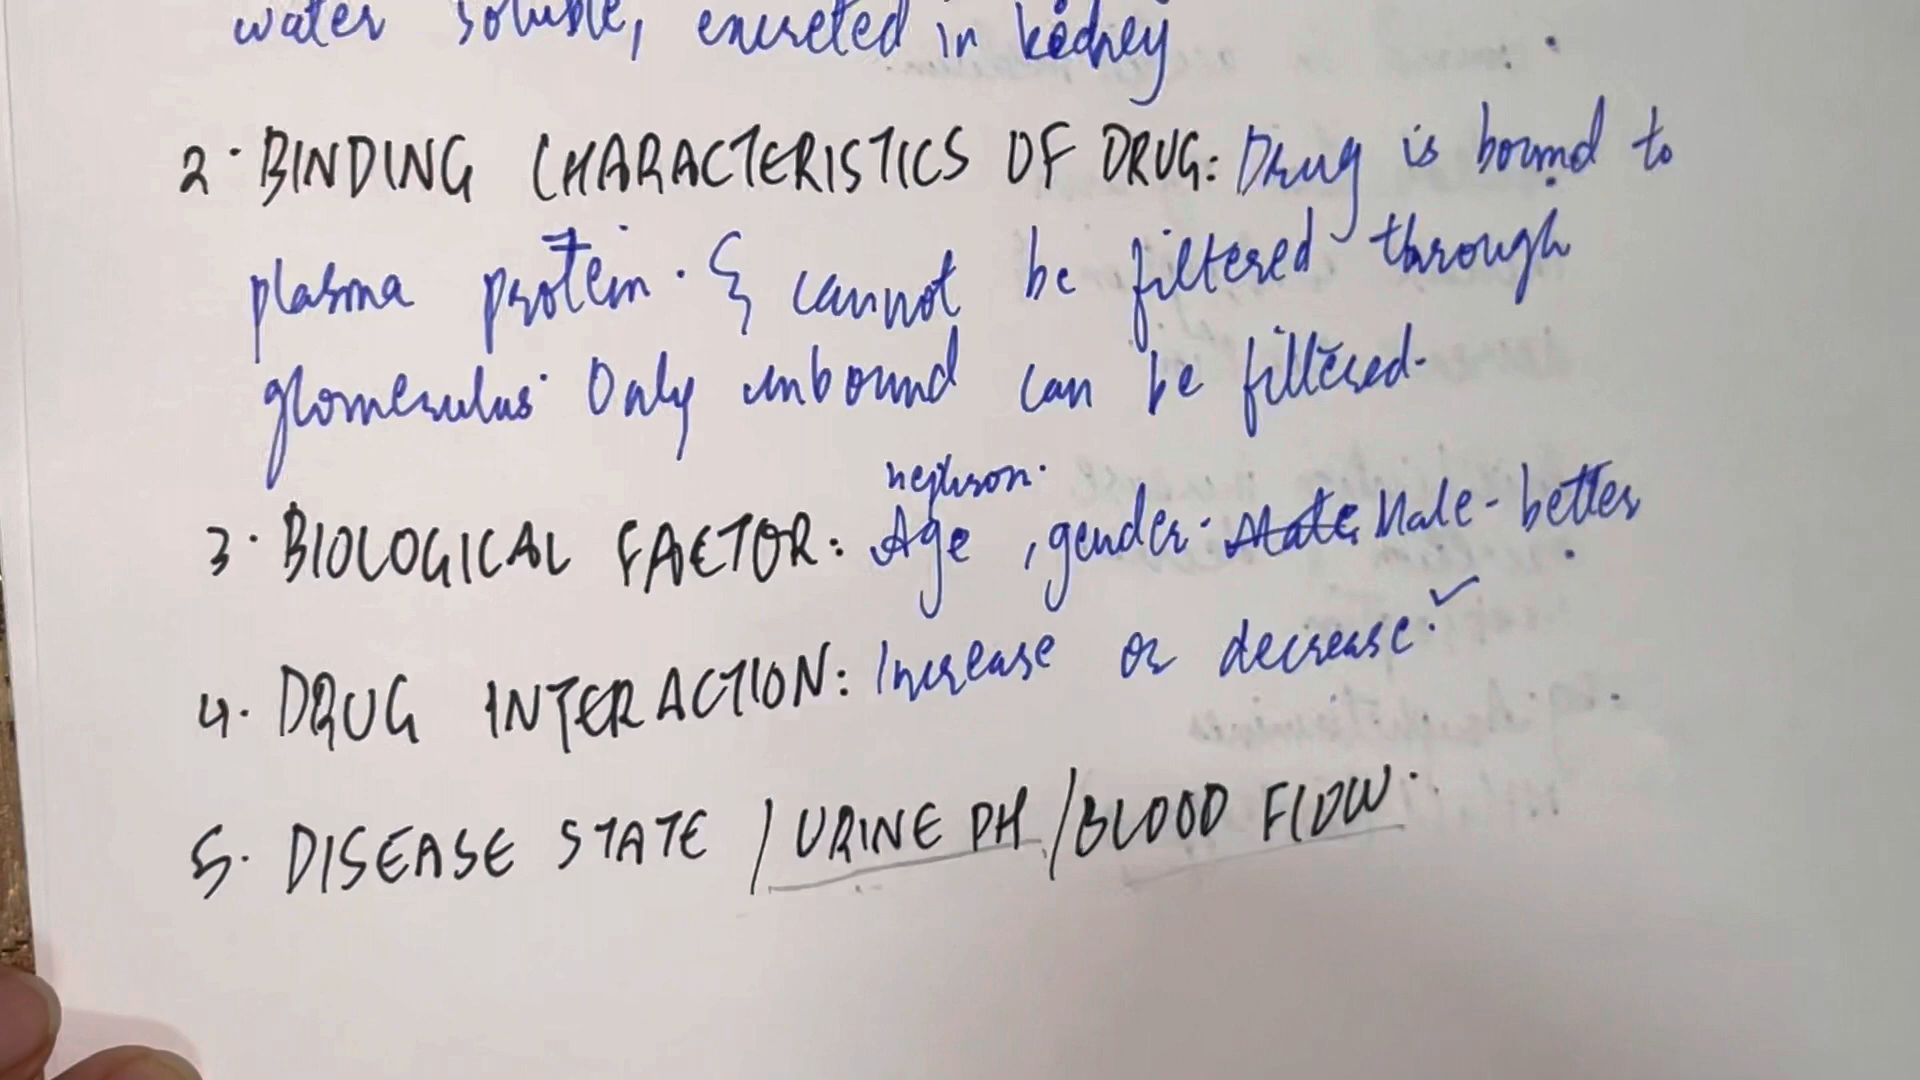 water soluble, excreted in kidney
2. BINDING CHARACTERISTICS OF DRUG: Drug is bound to
plasma protein. & cannot be filtered through
glomerulus. Only unbound can be filtered.
nephron.
3. BIOLOGICAL FACTOR: Age, gender. Male Male - better
4. DRUG INTERACTION: Increase or decrease. ✓
5. DISEASE STATE / URINE PH / BLOOD FLOW.